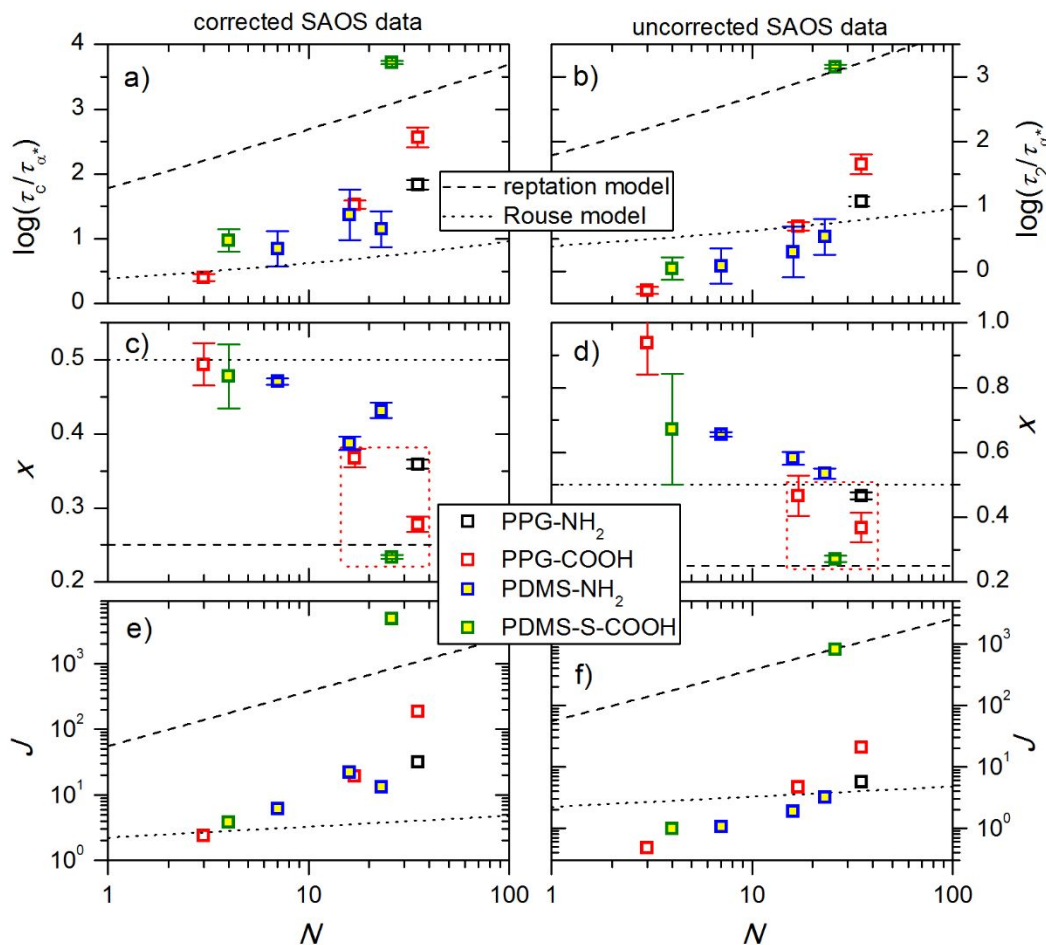 corrected SAOS data
uncorrected SAOS data
a)
b)
4
3
2
1
0
log(τc/τα*)
3
2
1
0
log(τc/τα*)
reptation model
Rouse model
c)
d)
0.5
0.4
0.3
0.2
x
1.0
0.8
0.6
0.4
0.2
x
PPG-NH₂
PPG-COOH
PDMS-NH₂
PDMS-S-COOH
e)
f)
10³
10²
10¹
10⁰
J
10³
10²
10¹
10⁰
J
1 10 100
1 10 100
N
N